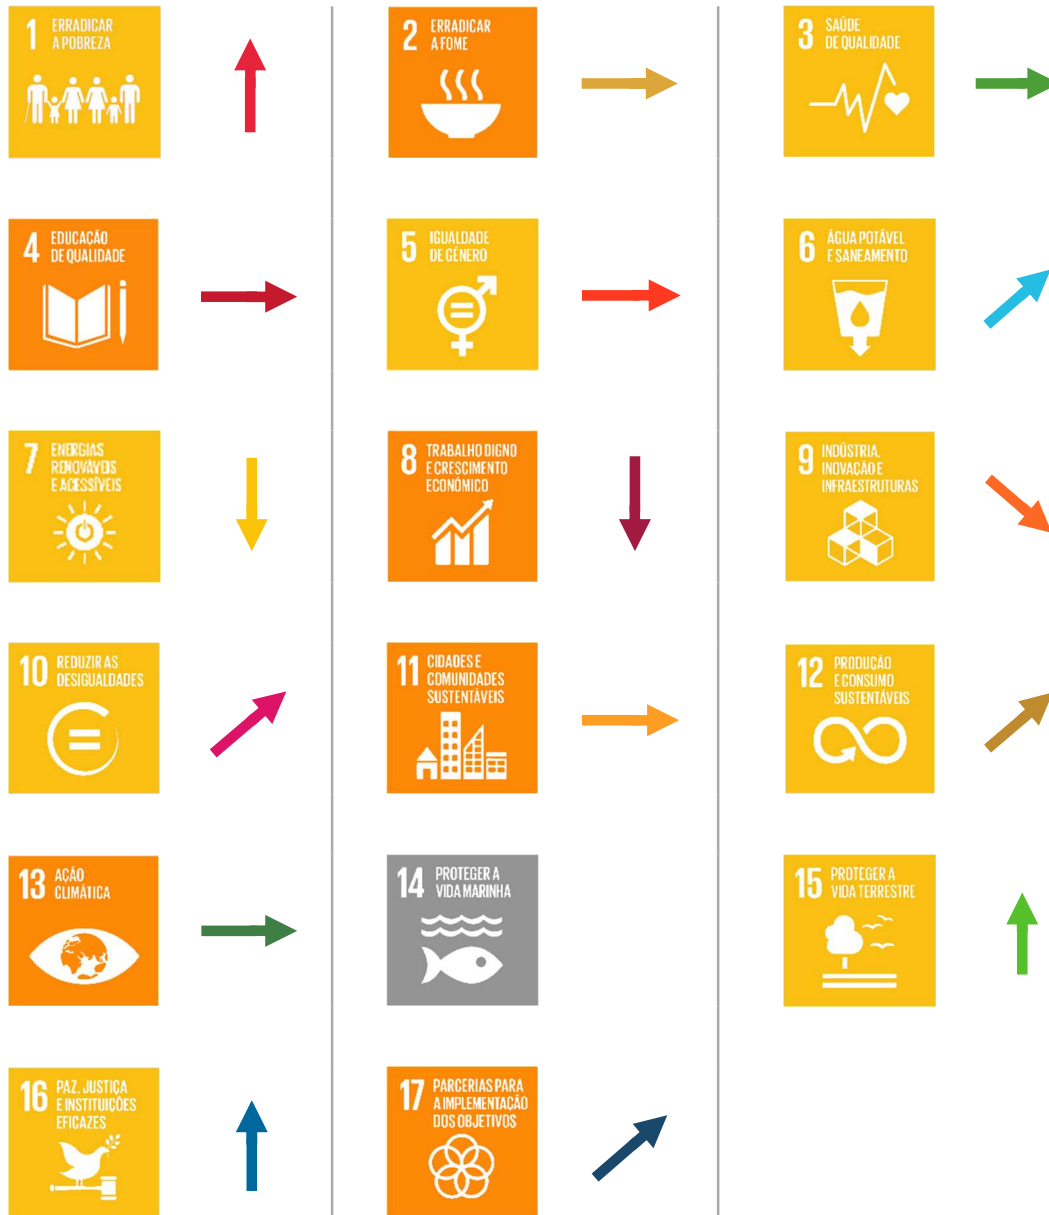 1 ERRADICAR
A POBREZA
2 ERRADICAR
A FOME
3 SAÚDE
DE QUALIDADE
4 EDUCAÇÃO
DE QUALIDADE
5 IGUALDADE
DE GÉNERO
6 ÁGUA POTÁVEL
E SANEAMENTO
7 ENERGIAS
RENOVÁVEIS
E ACESSÍVEIS
8 TRABALHO DIGNO
E CRESCIMENTO
ECONÓMICO
9 INDÚSTRIA,
INOVAÇÃO E
INFRAESTRUTURAS
10 REDUZIR AS
DESIGUALDADES
11 CIDADES E
COMUNIDADES
SUSTENTÁVEIS
12 PRODUÇÃO
E CONSUMO
SUSTENTÁVEIS
13 AÇÃO
CLIMÁTICA
14 PROTEGER A
VIDA MARINHA
15 PROTEGER A
VIDA TERRESTRE
16 PAZ, JUSTIÇA
E INSTITUIÇÕES
EFICAZES
17 PARCERIAS PARA
A IMPLEMENTAÇÃO
DOS OBJETIVOS